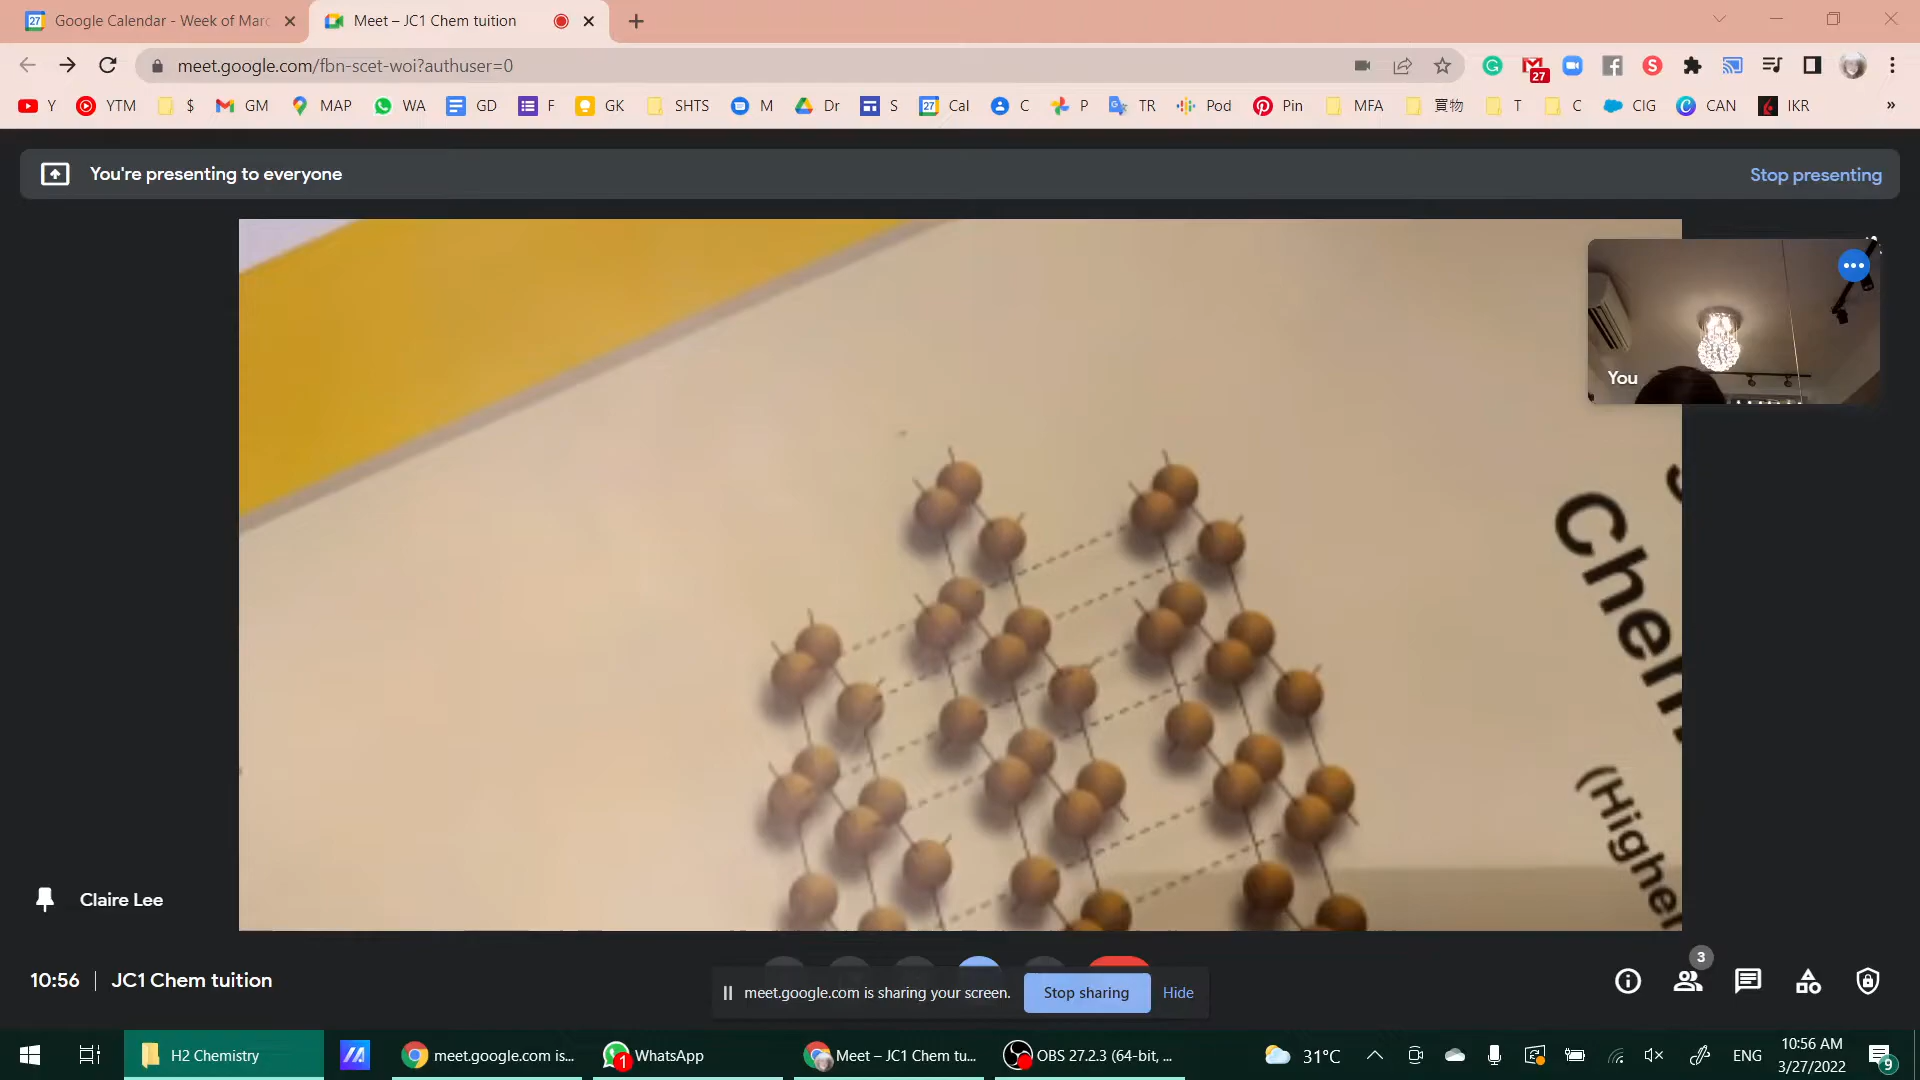 Google Calendar - Week of Marc
Meet – JC1 Chem tuition
meet.google.com/fbn-scet-woi?authuser=0
27
Y YTM $ GM MAP WA GD F GK SHTS M Dr S Cal C P TR Pod Pin MFA 買物 T C CIG CAN IKR »
You're presenting to everyone
Stop presenting
You
Chem
(Higher
Claire Lee
10:56 | JC1 Chem tuition
3
meet.google.com is sharing your screen.
Stop sharing
Hide
H2 Chemistry
meet.google.com is...
1
WhatsApp
Meet – JC1 Chem tu...
OBS 27.2.3 (64-bit, ...
31°C
ENG
10:56 AM
3/27/2022
9